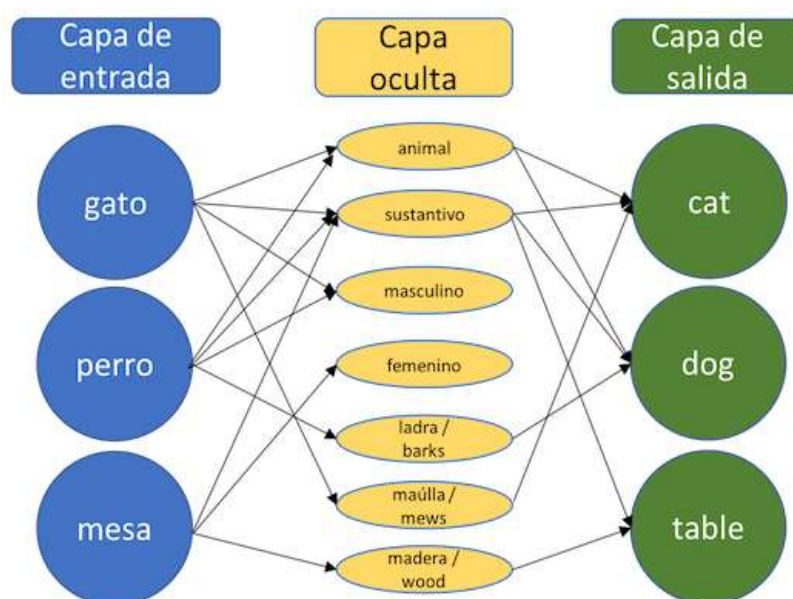 Capa de
entrada
Capa
oculta
Capa de
salida
gato
perro
mesa
animal
sustantivo
masculino
femenino
ladra /
barks
maúlla /
mews
madera /
wood
cat
dog
table